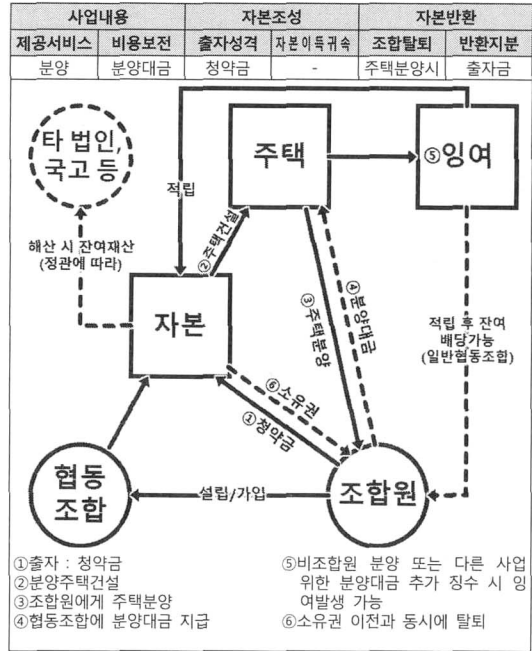 사업내용 자본조성 자본반환
제공서비스 비용보전 출자성격 자본이득귀속 조합탈퇴 반환지분
분양 분양대금 청약금 - 주택분양시 출자금
타 법인,
국고 등
주택
⑤잉여
적립
②주택건설
해산 시 잔여재산
(정관에 따라)
자본
③주택분양
④분양대금
적립 후 잔여
배당가능
(일반협동조합)
⑥소유권
①청약금
협동
조합
설립/가입
조합원
①출자 : 청약금
②분양주택건설
③조합원에게 주택분양
④협동조합에 분양대금 지급
⑤비조합원 분양 또는 다른 사업
위한 분양대금 추가 징수 시 잉
여발생 가능
⑥소유권 이전과 동시에 탈퇴